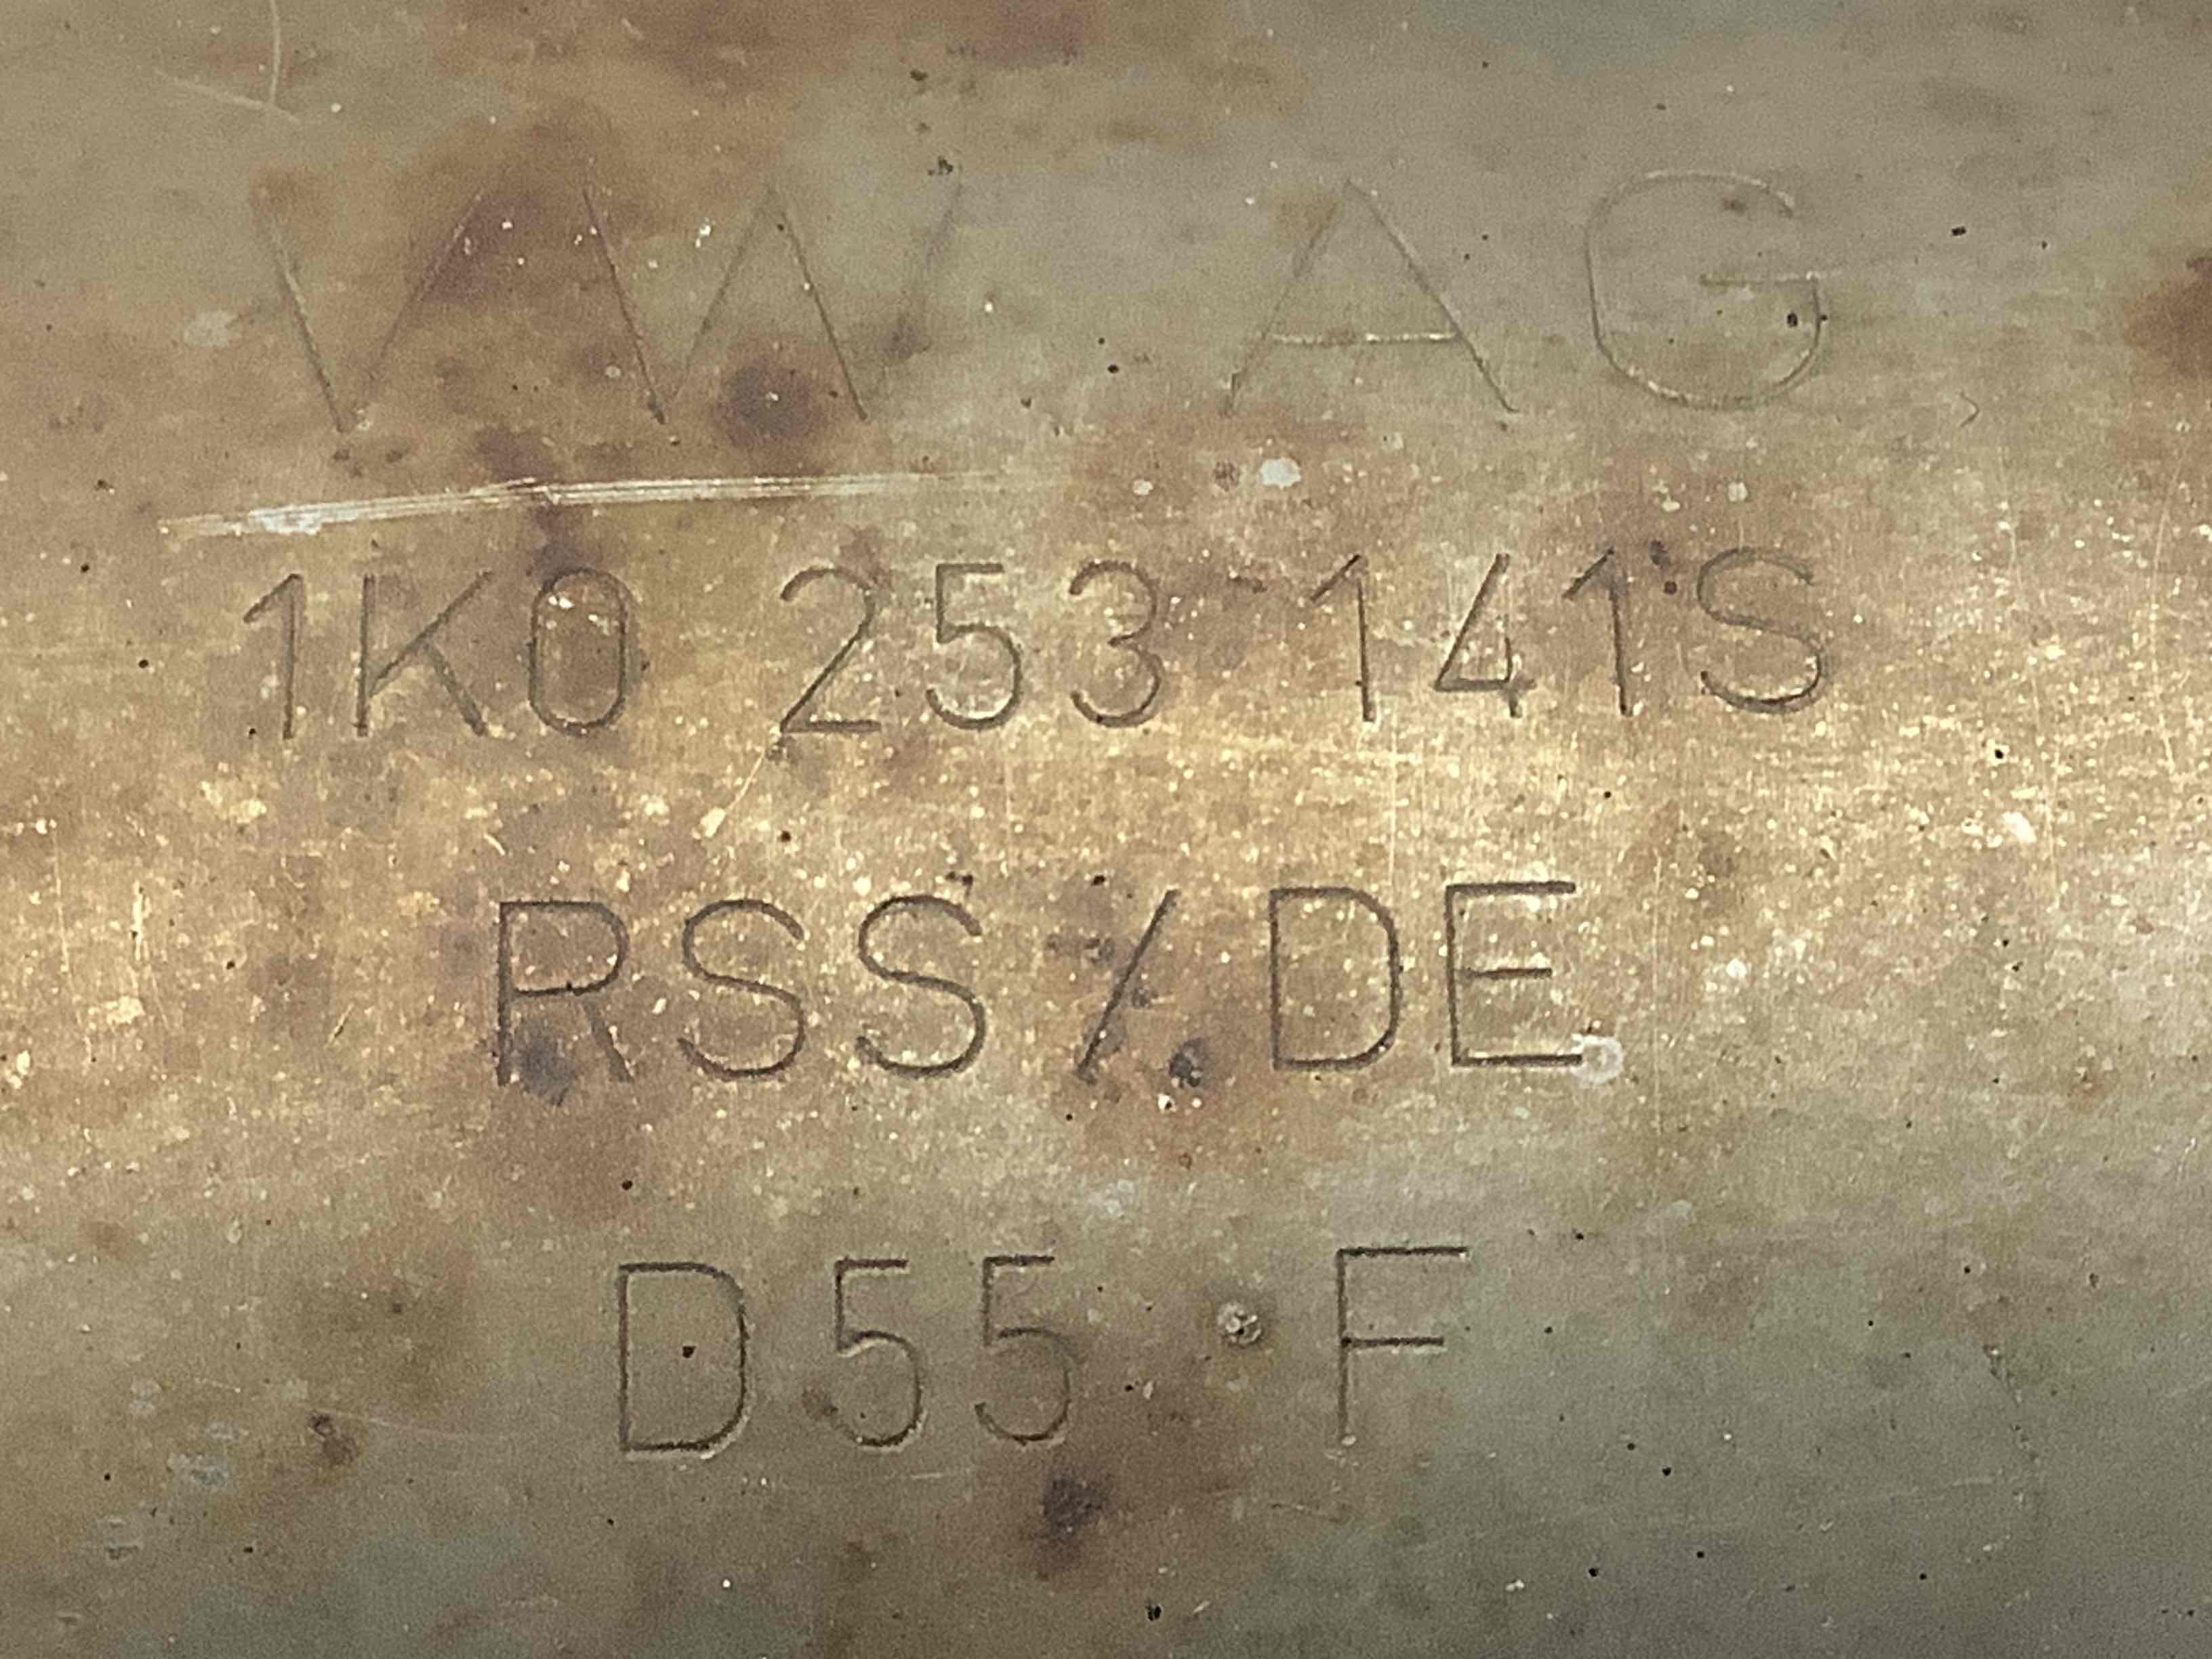 VW AG
1K0 253 141S
RSS / DE
D55 F